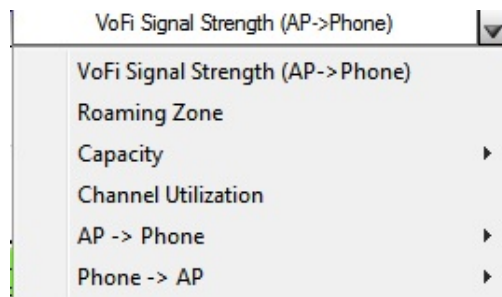 VoFi Signal Strength (AP->Phone)
VoFi Signal Strength (AP->Phone)
Roaming Zone
Capacity
Channel Utilization
AP -> Phone
Phone -> AP